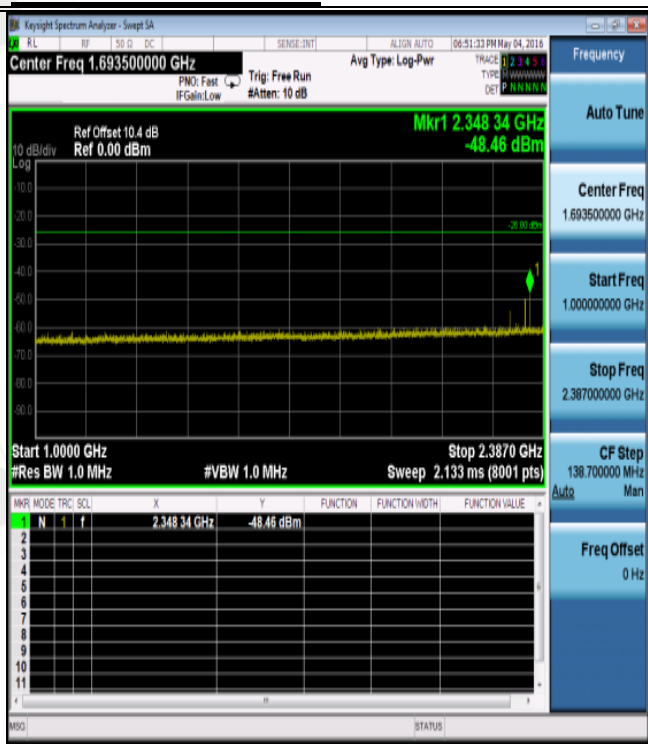 Keysight Spectrum Analyzer - Swept SA
RL RF 50 Ω DC SENSE:INT ALIGN AUTO 06:51:33 PM May 04, 2016
Center Freq 1.693500000 GHz Avg Type: Log-Pwr TRACE 1 2 3 4 5 6
PNO: Fast Trig: Free Run TYPE
IFGain:Low #Atten: 10 dB DET P N N N N N
Mkr1 2.348 34 GHz
Ref Offset 10.4 dB
10 dB/div Ref 0.00 dBm -48.46 dBm
Log
-10.0
-20.0
-26.00 dBm
-30.0
-40.0
1
-50.0
-60.0
-70.0
-80.0
-90.0
Start 1.0000 GHz Stop 2.3870 GHz
#Res BW 1.0 MHz #VBW 1.0 MHz Sweep 2.133 ms (8001 pts)
MKR MODE TRC SCL X Y FUNCTION FUNCTION WIDTH FUNCTION VALUE
1 N 1 f 2.348 34 GHz -48.46 dBm
2
3
4
5
6
7
8
9
10
11
MSG STATUS
Frequency
Auto Tune
Center Freq
1.693500000 GHz
Start Freq
1.000000000 GHz
Stop Freq
2.387000000 GHz
CF Step
138.700000 MHz
Auto Man
Freq Offset
0 Hz